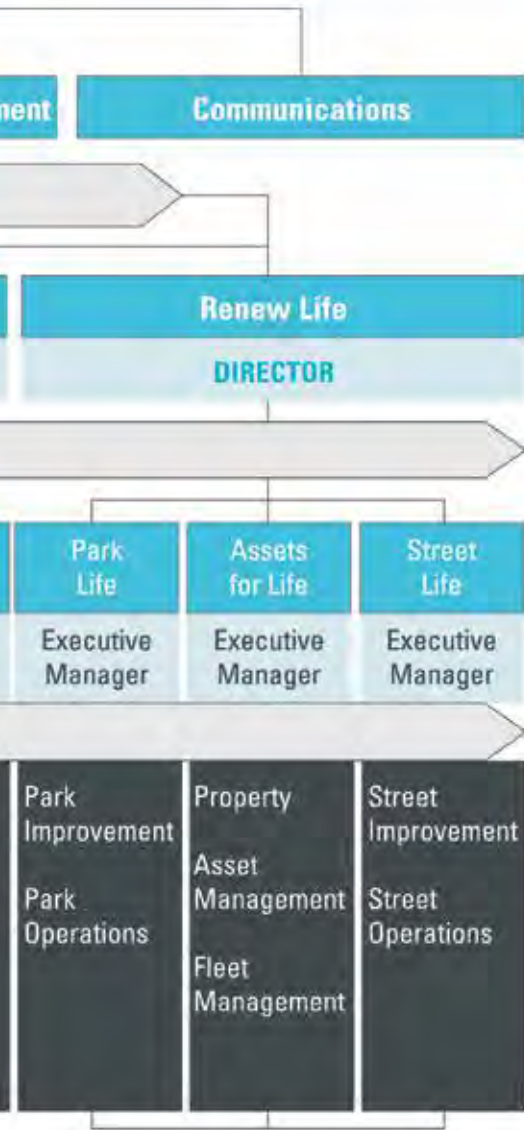 ment
Communications
Renew Life
DIRECTOR
Park
Life
Executive
Manager
Park
Improvement
Park
Operations
Assets
for Life
Executive
Manager
Property
Asset
Management
Fleet
Management
Street
Life
Executive
Manager
Street
Improvement
Street
Operations